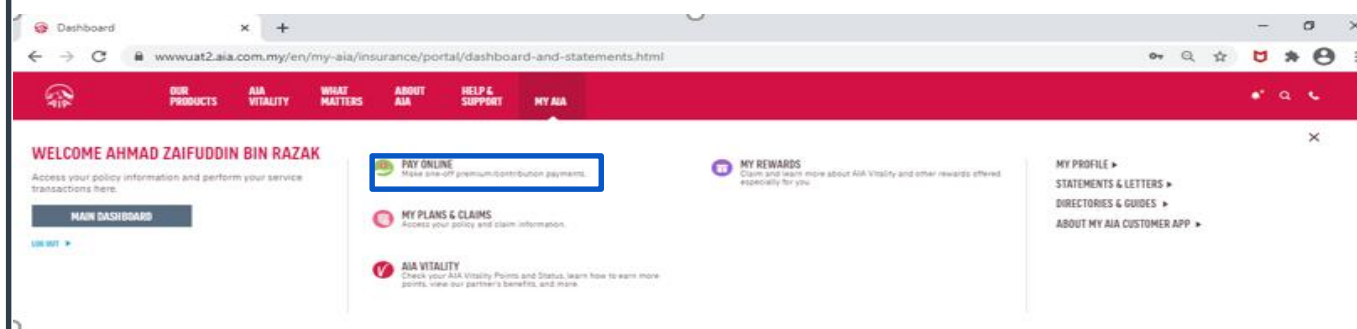 Dashboard
wwwuat2.aia.com.my/en/my-aia/insurance/portal/dashboard-and-statements.html
AIA
OUR PRODUCTS
AIA VITALITY
WHAT MATTERS
ABOUT AIA
HELP & SUPPORT
MY AIA
WELCOME AHMAD ZAIFUDDIN BIN RAZAK
Access your policy information and perform your service
transactions here.
MAIN DASHBOARD
LOG OUT
PAY ONLINE
Make one-off premium/contribution payments.
MY PLANS & CLAIMS
Access your policy and claim information.
AIA VITALITY
Check your AIA Vitality Points and Status, learn how to earn more
points, view our partner's benefits, and more.
MY REWARDS
Claim and learn more about AIA Vitality and other rewards offered
especially for you
MY PROFILE
STATEMENTS & LETTERS
DIRECTORIES & GUIDES
ABOUT MY AIA CUSTOMER APP